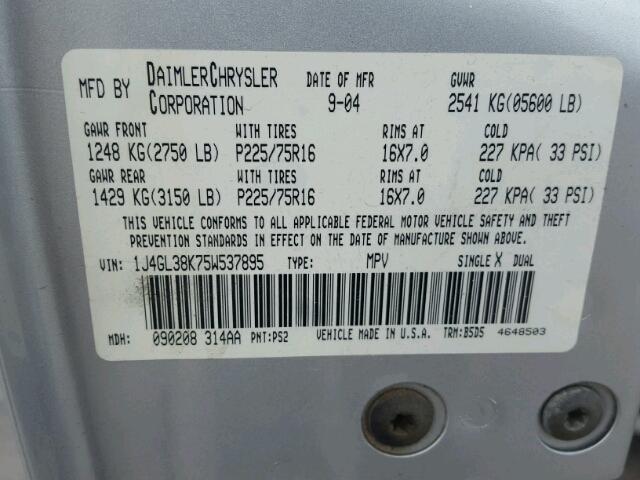 MFD BY DAIMLERCHRYSLER CORPORATION DATE OF MFR 9-04 GVWR 2541 KG(05600 LB)
GAWR FRONT WITH TIRES RIMS AT COLD
1248 KG(2750 LB) P225/75R16 16X7.0 227 KPA( 33 PSI)
GAWR REAR WITH TIRES RIMS AT COLD
1429 KG(3150 LB) P225/75R16 16X7.0 227 KPA( 33 PSI)
THIS VEHICLE CONFORMS TO ALL APPLICABLE FEDERAL MOTOR VEHICLE SAFETY AND THEFT
PREVENTION STANDARDS IN EFFECT ON THE DATE OF MANUFACTURE SHOWN ABOVE.
VIN: 1J4GL38K75W537895 TYPE: MPV SINGLE X DUAL
MDH: 090208 314AA PNT:PS2 VEHICLE MADE IN U.S.A. TRM:B5D5 4648503